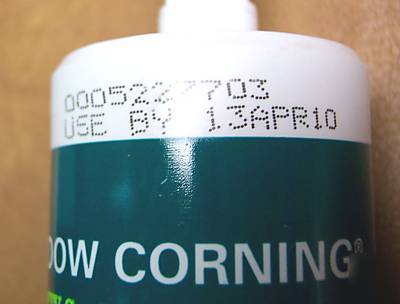 0005227703
USE BY 13APR10
DOW CORNING®